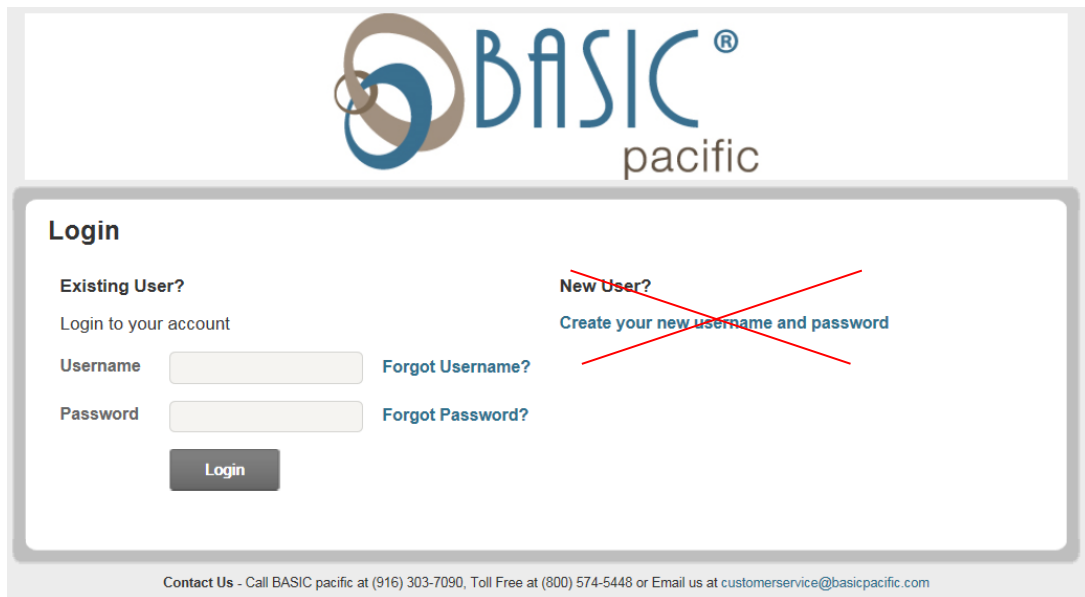 BASIC®
pacific
Login
Existing User?
New User?
Login to your account
Create your new username and password
Username
Forgot Username?
Password
Forgot Password?
Login
Contact Us - Call BASIC pacific at (916) 303-7090, Toll Free at (800) 574-5448 or Email us at customerservice@basicpacific.com